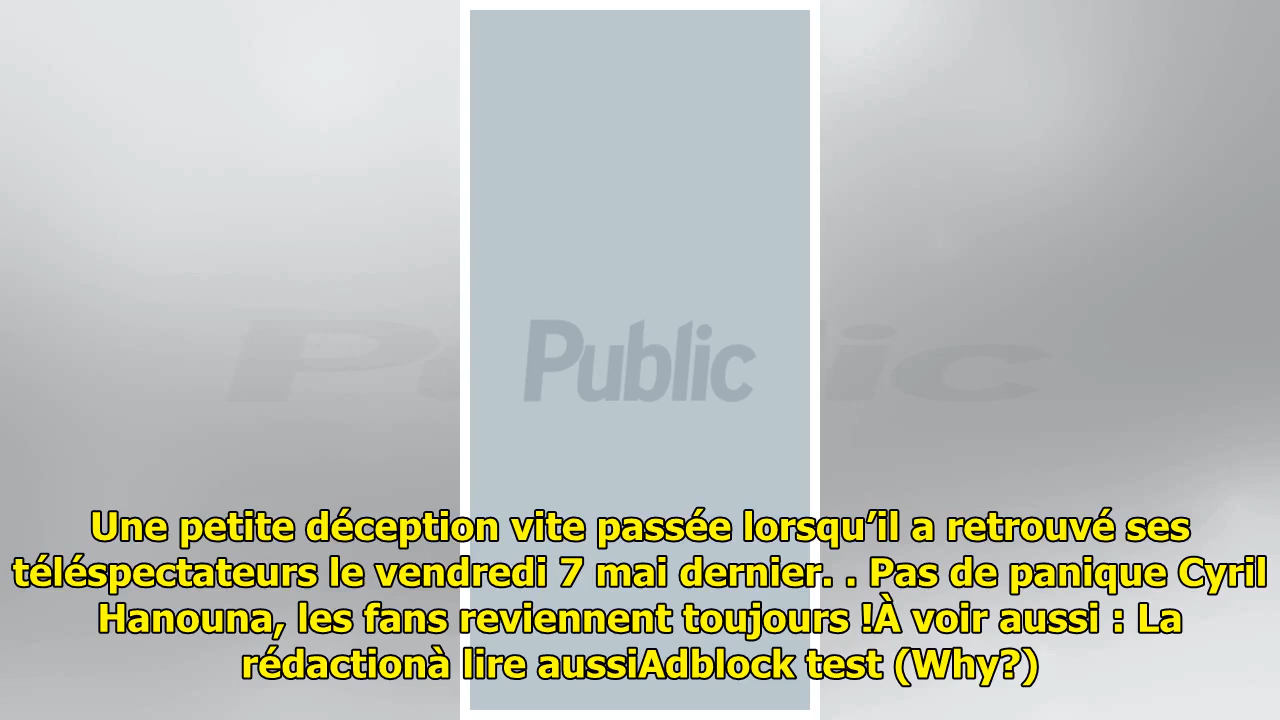 Public
Une petite déception vite passée lorsqu’il a retrouvé ses
téléspectateurs le vendredi 7 mai dernier. . Pas de panique Cyril
Hanouna, les fans reviennent toujours !À voir aussi : La
rédactionà lire aussiAdblock test (Why?)